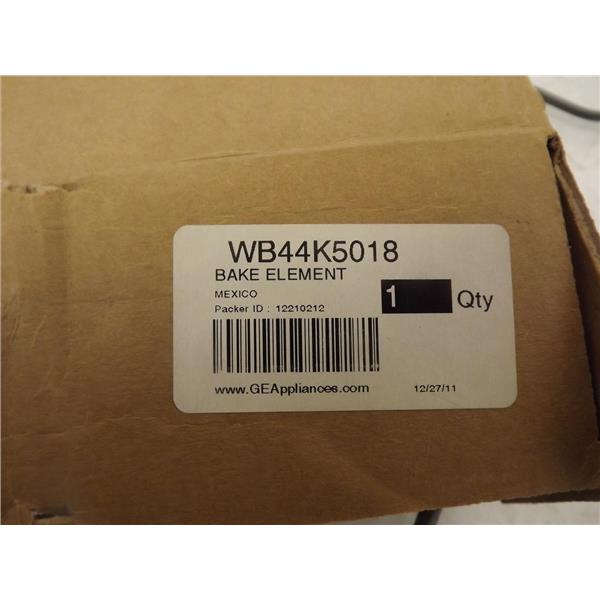 WB44K5018
BAKE ELEMENT
MEXICO
Packer ID : 12210212
1 Qty
www.GEAppliances.com
12/27/11